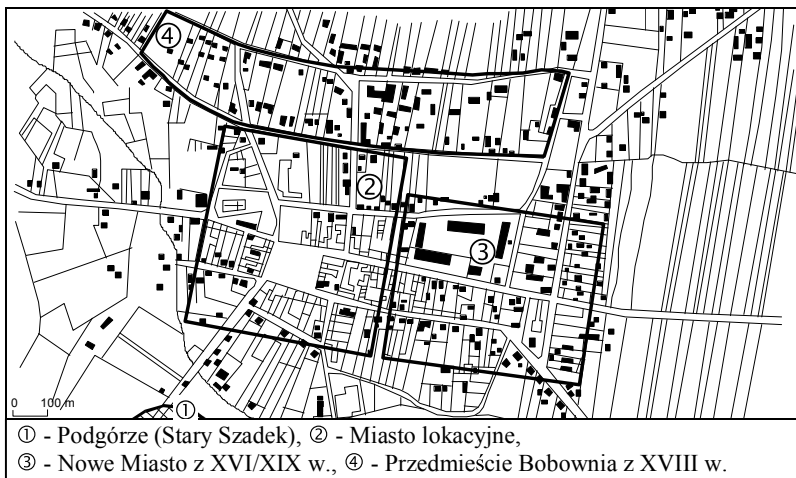 ④
②
③
0 100 m
①
① - Podgórze (Stary Szadek), ② - Miasto lokacyjne,
③ - Nowe Miasto z XVI/XIX w., ④ - Przedmieście Bobownia z XVIII w.